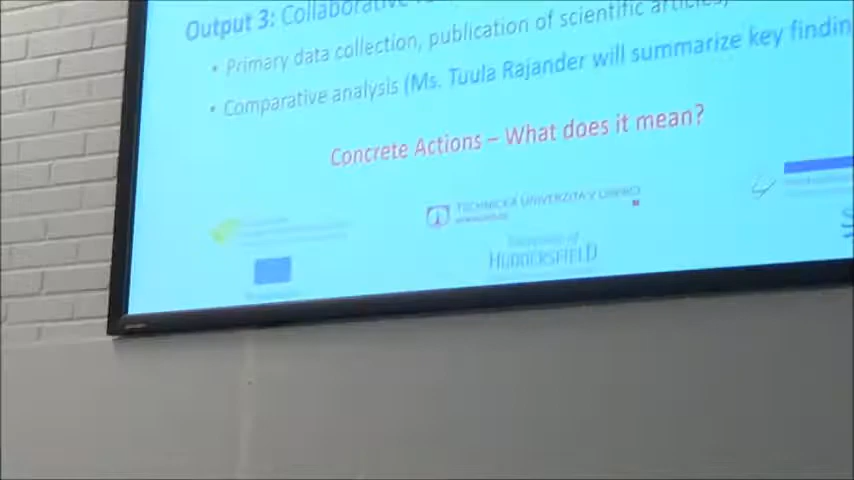 Output 3: Collaborative
• Primary data collection, publication of scientific articles,
• Comparative analysis (Ms. Tuula Rajander will summarize key findin
Concrete Actions – What does it mean?
TECHNICKÁ UNIVERZITA V LIBERCI
University of
HUDDERSFIELD